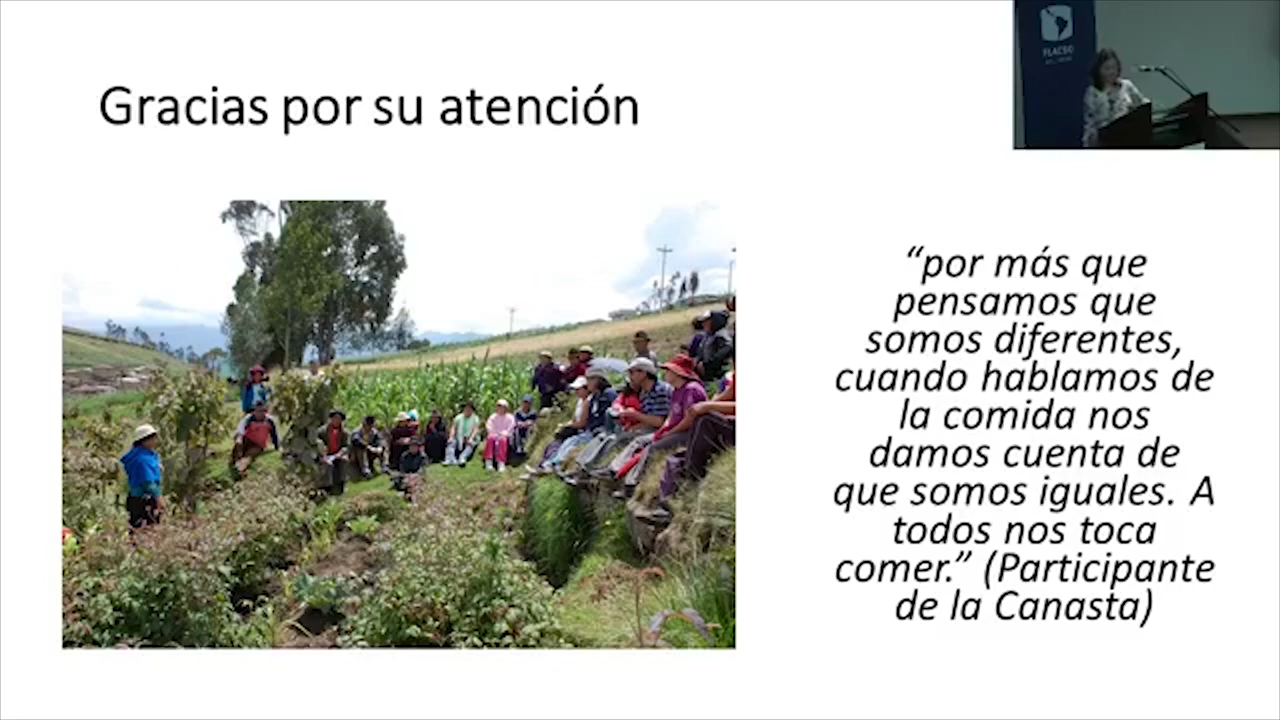 Gracias por su atención
FLACSO
“por más que
pensamos que
somos diferentes,
cuando hablamos de
la comida nos
damos cuenta de
que somos iguales. A
todos nos toca
comer.” (Participante
de la Canasta)